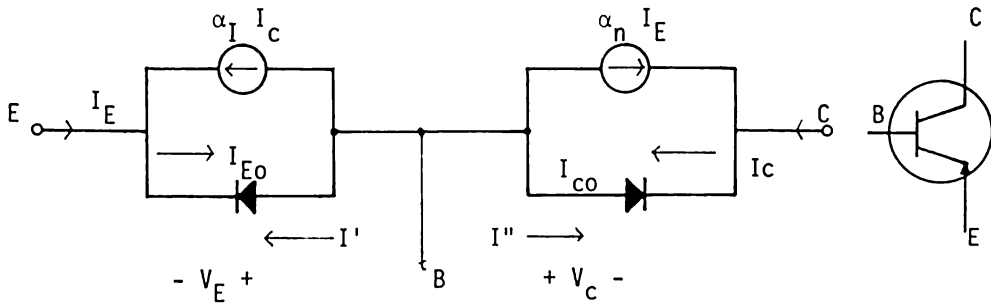 α_I I_c
α_n I_E
C
E I_E
C B
I_Eo
I_co Ic
I' I"
E
- V_E + B + V_c -